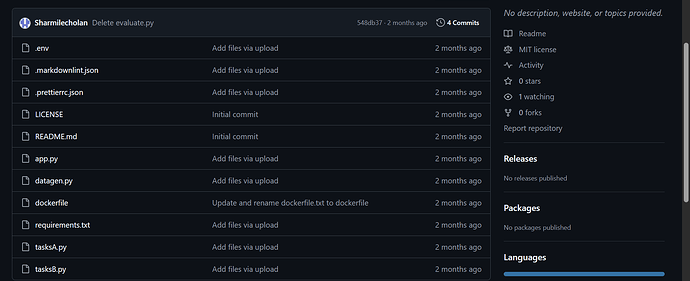 Sharmilecholan Delete evaluate.py 548db37 · 2 months ago 4 Commits
.env Add files via upload 2 months ago
.markdownlint.json Add files via upload 2 months ago
.prettierrc.json Add files via upload 2 months ago
LICENSE Initial commit 2 months ago
README.md Initial commit 2 months ago
app.py Add files via upload 2 months ago
datagen.py Add files via upload 2 months ago
dockerfile Update and rename dockerfile.txt to dockerfile 2 months ago
requirements.txt Add files via upload 2 months ago
tasksA.py Add files via upload 2 months ago
tasksB.py Add files via upload 2 months ago
No description, website, or topics provided.
Readme
MIT license
Activity
0 stars
1 watching
0 forks
Report repository
Releases
No releases published
Packages
No packages published
Languages